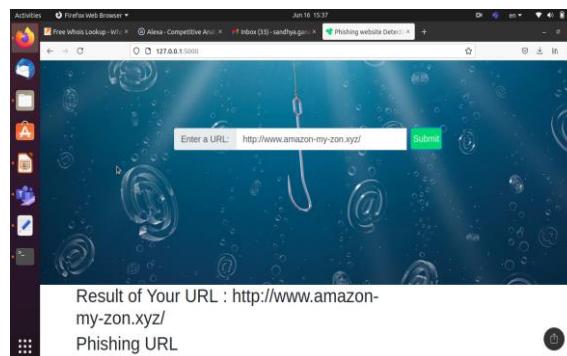 Activities Firefox Web Browser Jun 16 15:37 en
Free Whois Lookup - Wh Alexa - Competitive Ana Inbox (33) - sandhya.gan Phishing website Detect
127.0.0.1:5000
Enter a URL: http://www.amazon-my-zon.xyz/ Submit
Result of Your URL : http://www.amazon-
my-zon.xyz/
Phishing URL